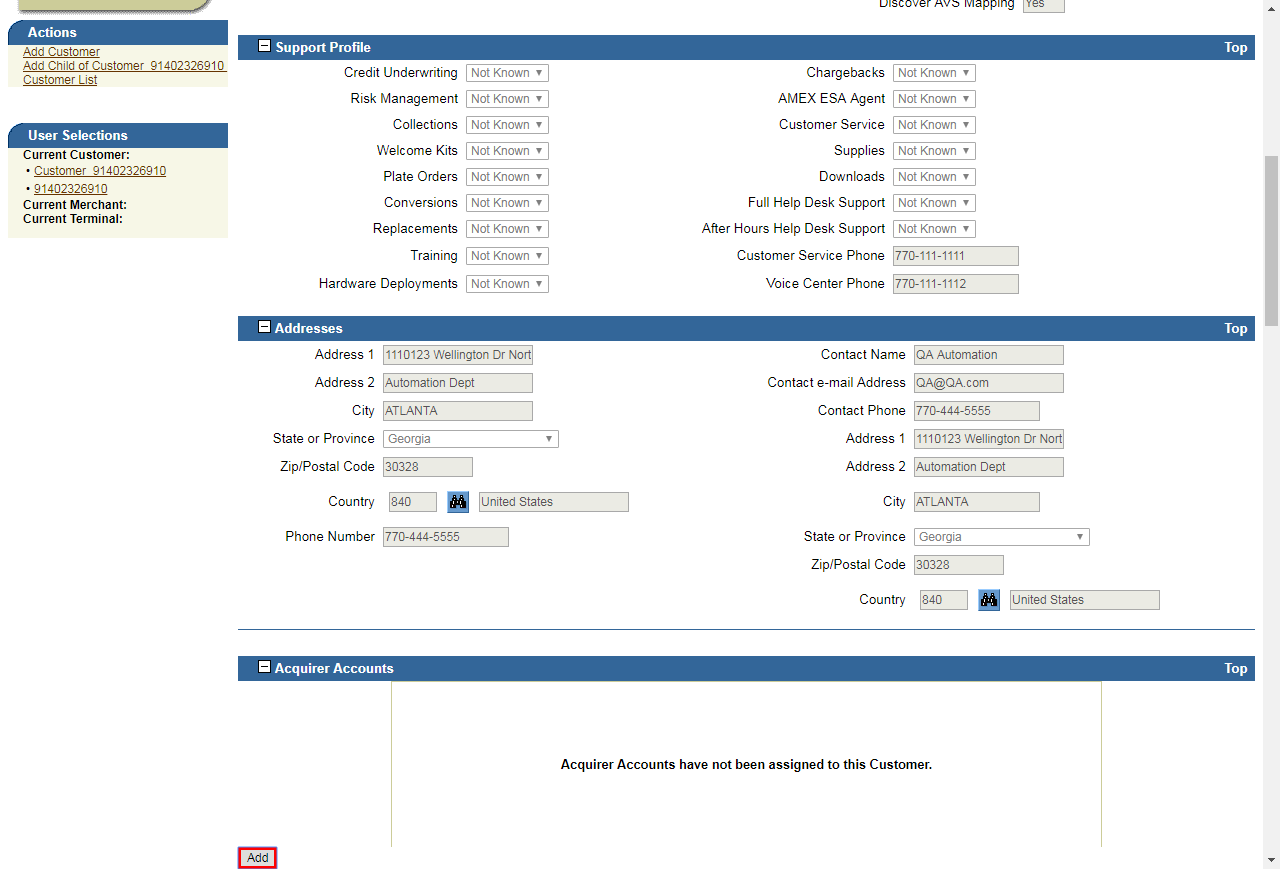 Discover AVS Mapping Yes
Actions
Add Customer
Add Child of Customer_91402326910
Customer List
User Selections
Current Customer:
• Customer_91402326910
• 91402326910
Current Merchant:
Current Terminal:
Support Profile Top
Credit Underwriting Not Known Chargebacks Not Known
Risk Management Not Known AMEX ESA Agent Not Known
Collections Not Known Customer Service Not Known
Welcome Kits Not Known Supplies Not Known
Plate Orders Not Known Downloads Not Known
Conversions Not Known Full Help Desk Support Not Known
Replacements Not Known After Hours Help Desk Support Not Known
Training Not Known Customer Service Phone 770-111-1111
Hardware Deployments Not Known Voice Center Phone 770-111-1112
Addresses Top
Address 1 1110123 Wellington Dr Nort Contact Name QA Automation
Address 2 Automation Dept Contact e-mail Address QA@QA.com
City ATLANTA Contact Phone 770-444-5555
State or Province Georgia Address 1 1110123 Wellington Dr Nort
Zip/Postal Code 30328 Address 2 Automation Dept
Country 840 United States City ATLANTA
Phone Number 770-444-5555 State or Province Georgia
Zip/Postal Code 30328
Country 840 United States
Acquirer Accounts Top
Acquirer Accounts have not been assigned to this Customer.
Add